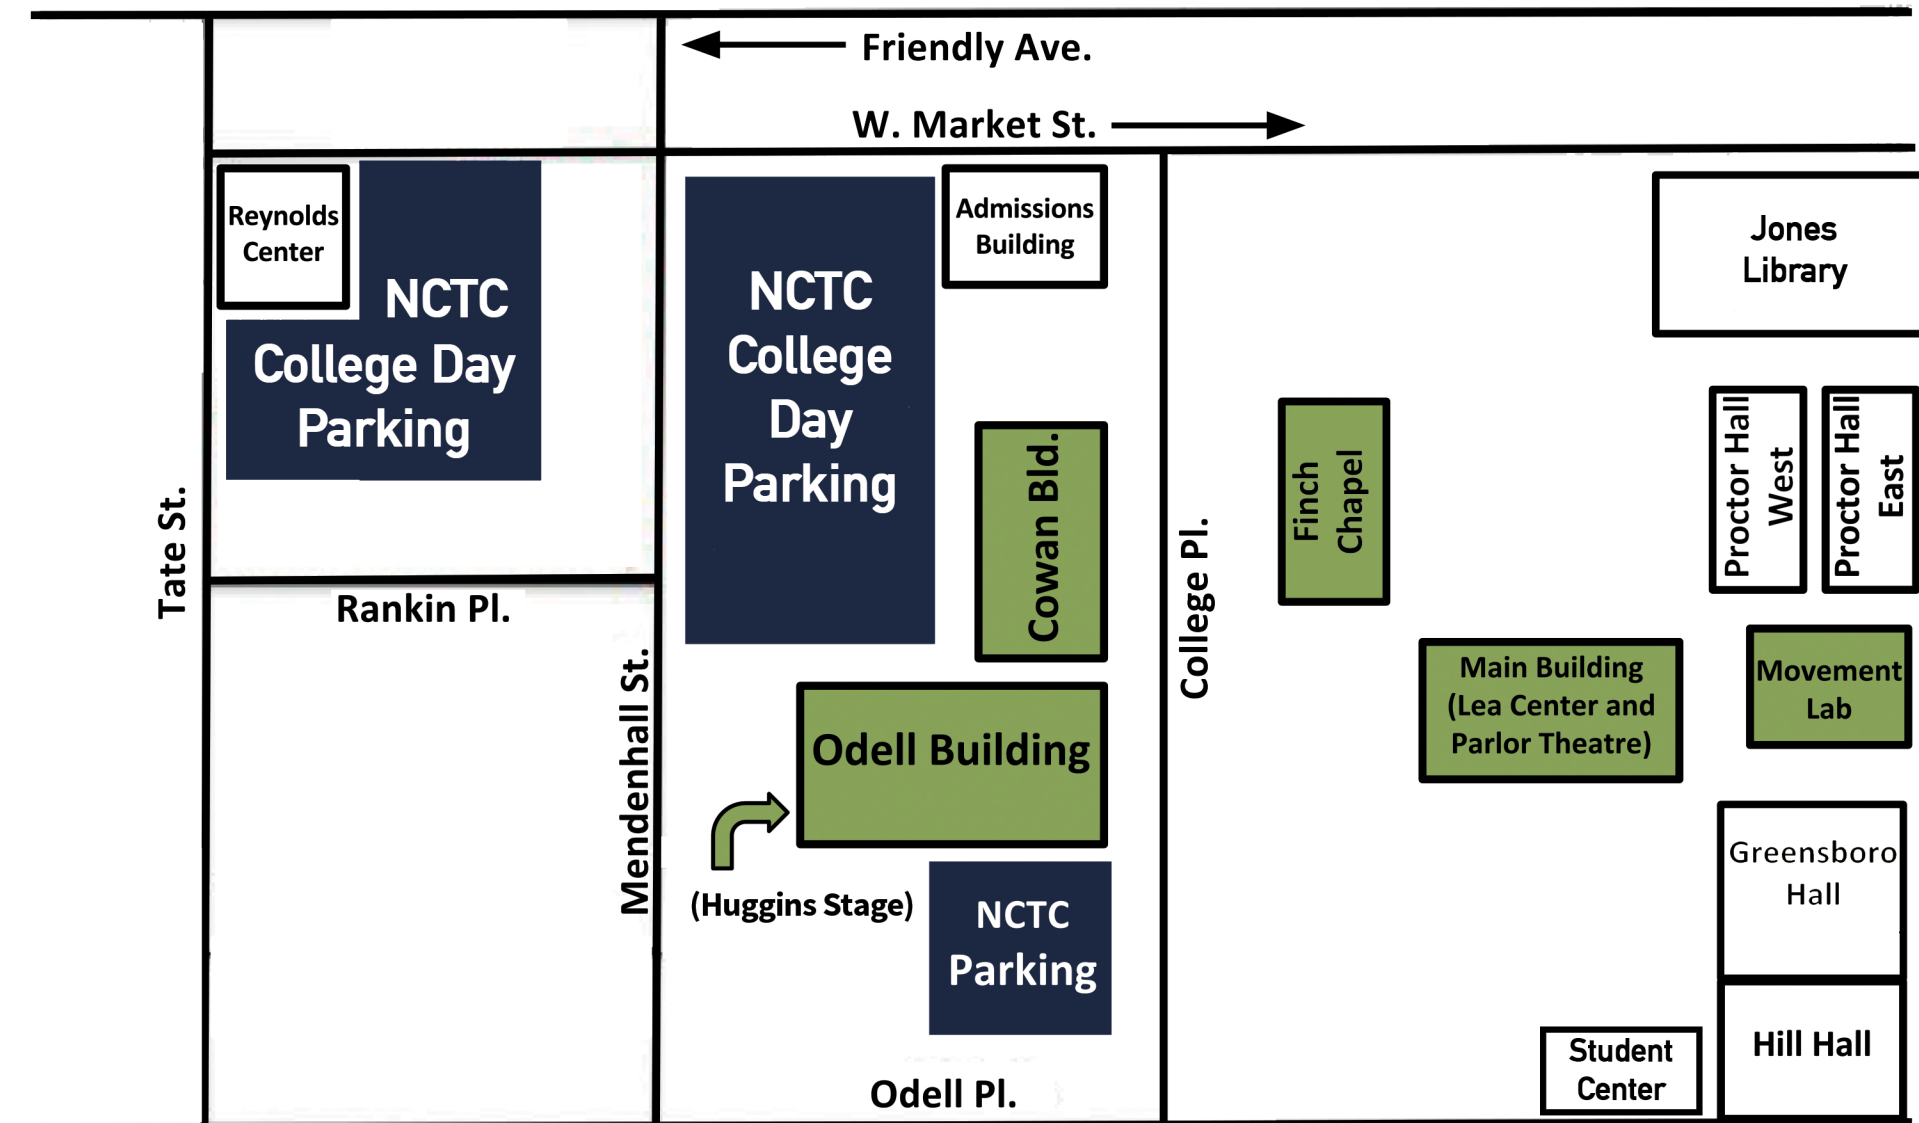 Friendly Ave.
W. Market St.
Reynolds
Center
NCTC
College Day
Parking
NCTC
College
Day
Parking
Admissions
Building
Jones
Library
Cowan Bld.
Finch
Chapel
Proctor Hall
West
Proctor Hall
East
Tate St.
Rankin Pl.
Mendenhall St.
College Pl.
Main Building
(Lea Center and
Parlor Theatre)
Movement
Lab
Odell Building
(Huggins Stage)
NCTC
Parking
Greensboro
Hall
Student
Center
Hill Hall
Odell Pl.